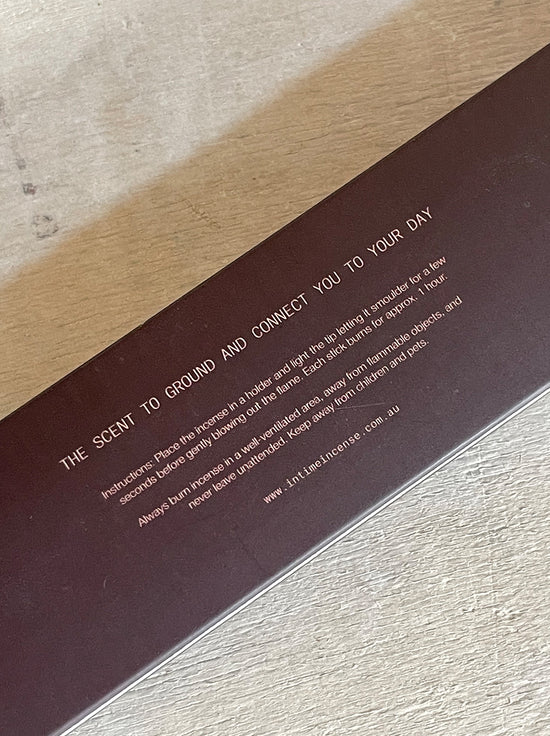 THE SCENT TO GROUND AND CONNECT YOU TO YOUR DAY
Instructions: Place the incense in a holder and light the tip letting it smoulder for a few
seconds before gently blowing out the flame. Each stick burns for approx. 1 hour.
Always burn incense in a well-ventilated area, away from flammable objects, and
never leave unattended. Keep away from children and pets.
www.intimeincense.com.au